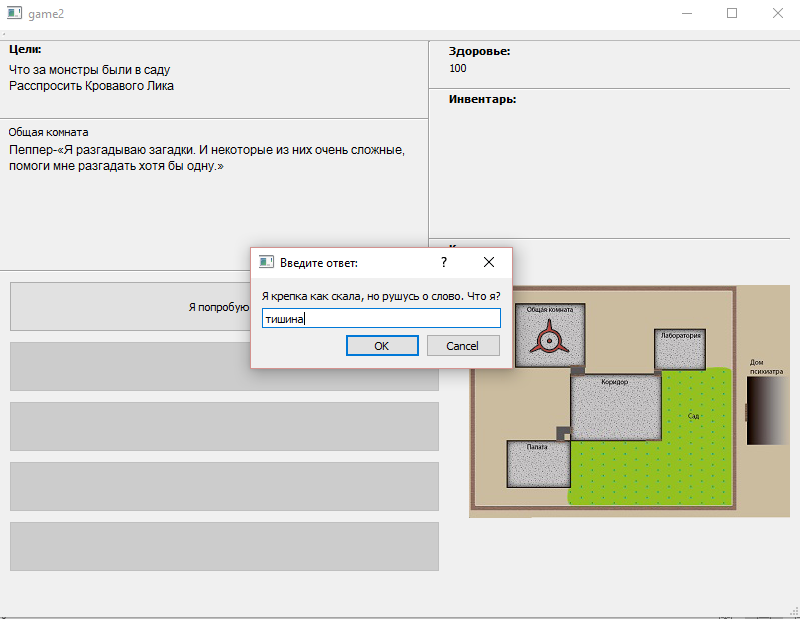 game2
Цели:
Что за монстры были в саду
Расспросить Кровавого Лика
Общая комната
Пеппер-«Я разгадываю загадки. И некоторые из них очень сложные,
помоги мне разгадать хотя бы одну.»
Здоровье:
100
Инвентарь:
Введите ответ:
?
Я крепка как скала, но рушусь о слово. Что я?
тишина
OK
Cancel
Я попробую
Общая комната
Лаборатория
Коридор
Сад
Палата
Дом
психиатра